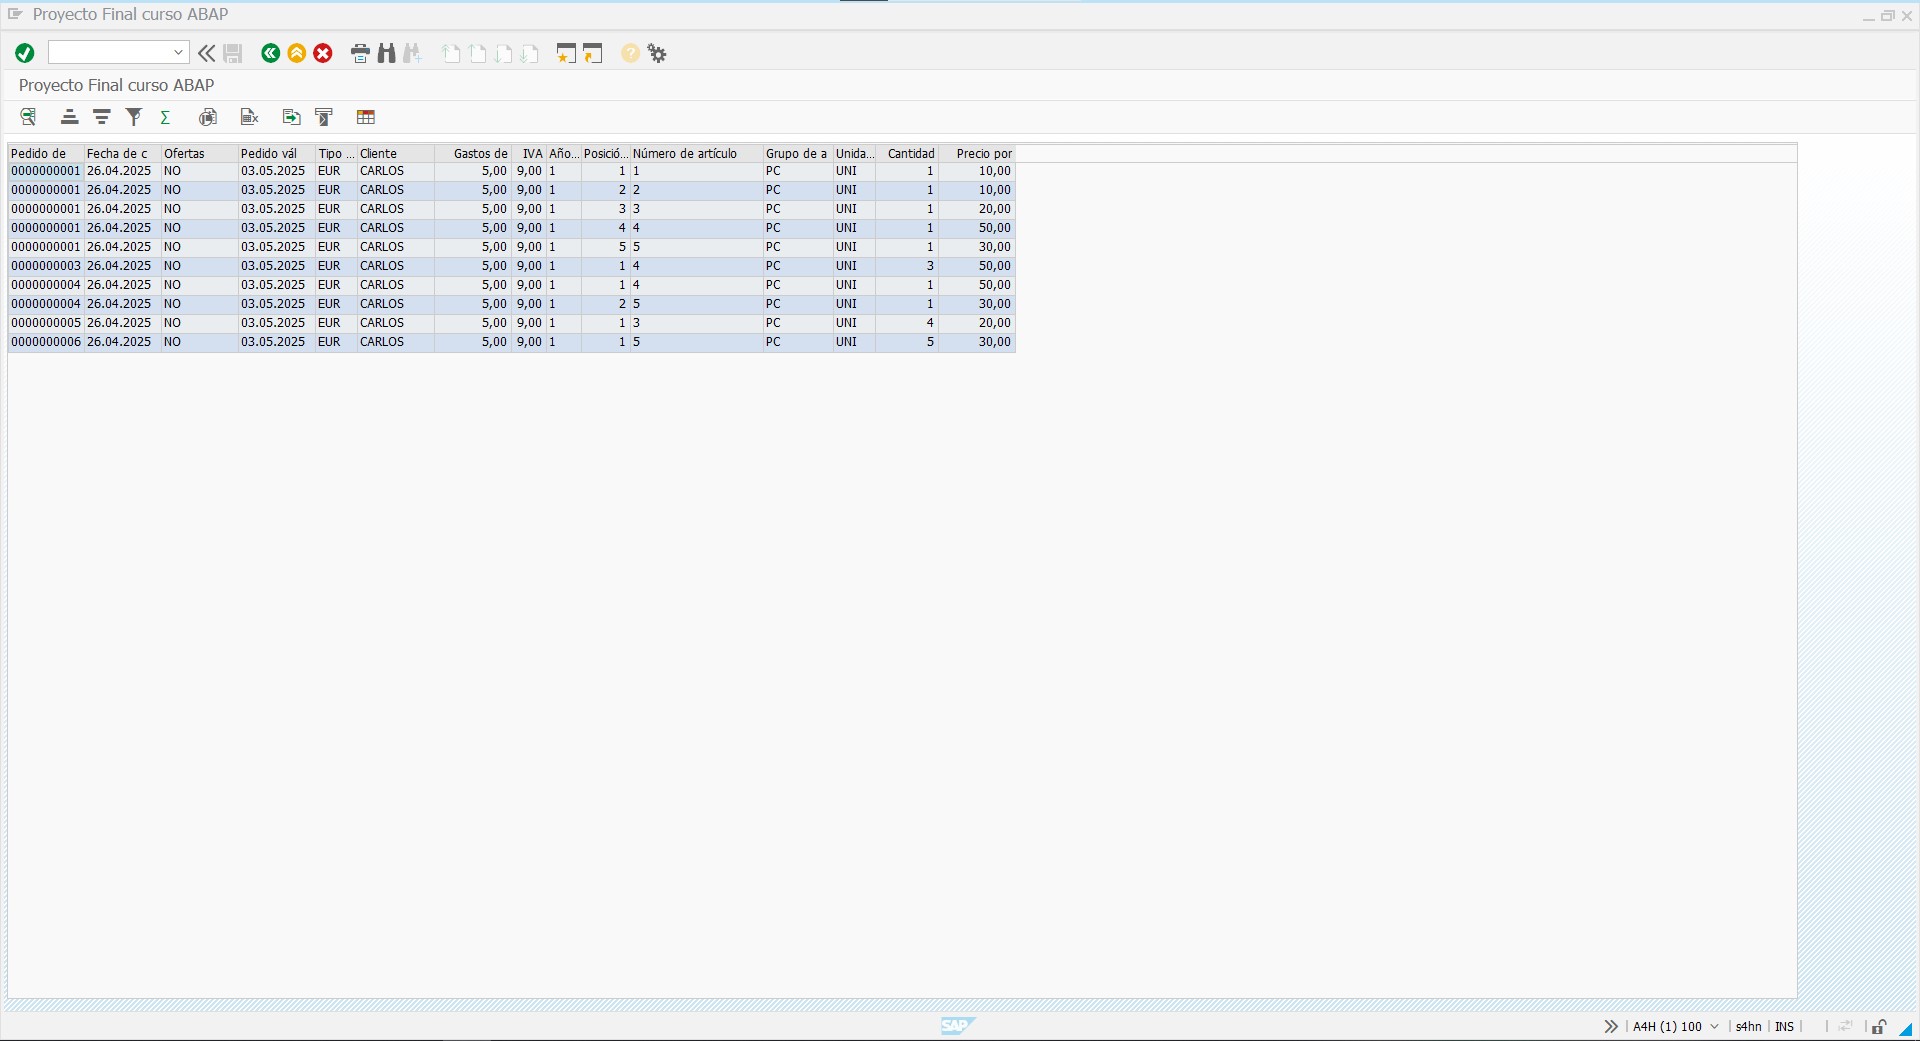 Proyecto Final curso ABAP
Proyecto Final curso ABAP
Pedido de Fecha de c Ofertas Pedido vál Tipo ... Cliente Gastos de IVA Año... Posició... Número de artículo Grupo de a Unida... Cantidad Precio por
0000000001 26.04.2025 NO 03.05.2025 EUR CARLOS 5,00 9,00 1 1 1 PC UNI 1 10,00
0000000001 26.04.2025 NO 03.05.2025 EUR CARLOS 5,00 9,00 1 2 2 PC UNI 1 10,00
0000000001 26.04.2025 NO 03.05.2025 EUR CARLOS 5,00 9,00 1 3 3 PC UNI 1 20,00
0000000001 26.04.2025 NO 03.05.2025 EUR CARLOS 5,00 9,00 1 4 4 PC UNI 1 50,00
0000000001 26.04.2025 NO 03.05.2025 EUR CARLOS 5,00 9,00 1 5 5 PC UNI 1 30,00
0000000003 26.04.2025 NO 03.05.2025 EUR CARLOS 5,00 9,00 1 1 4 PC UNI 3 50,00
0000000004 26.04.2025 NO 03.05.2025 EUR CARLOS 5,00 9,00 1 1 4 PC UNI 1 50,00
0000000004 26.04.2025 NO 03.05.2025 EUR CARLOS 5,00 9,00 1 2 5 PC UNI 1 30,00
0000000005 26.04.2025 NO 03.05.2025 EUR CARLOS 5,00 9,00 1 1 3 PC UNI 4 20,00
0000000006 26.04.2025 NO 03.05.2025 EUR CARLOS 5,00 9,00 1 1 5 PC UNI 5 30,00
SAP A4H (1) 100 s4hn INS